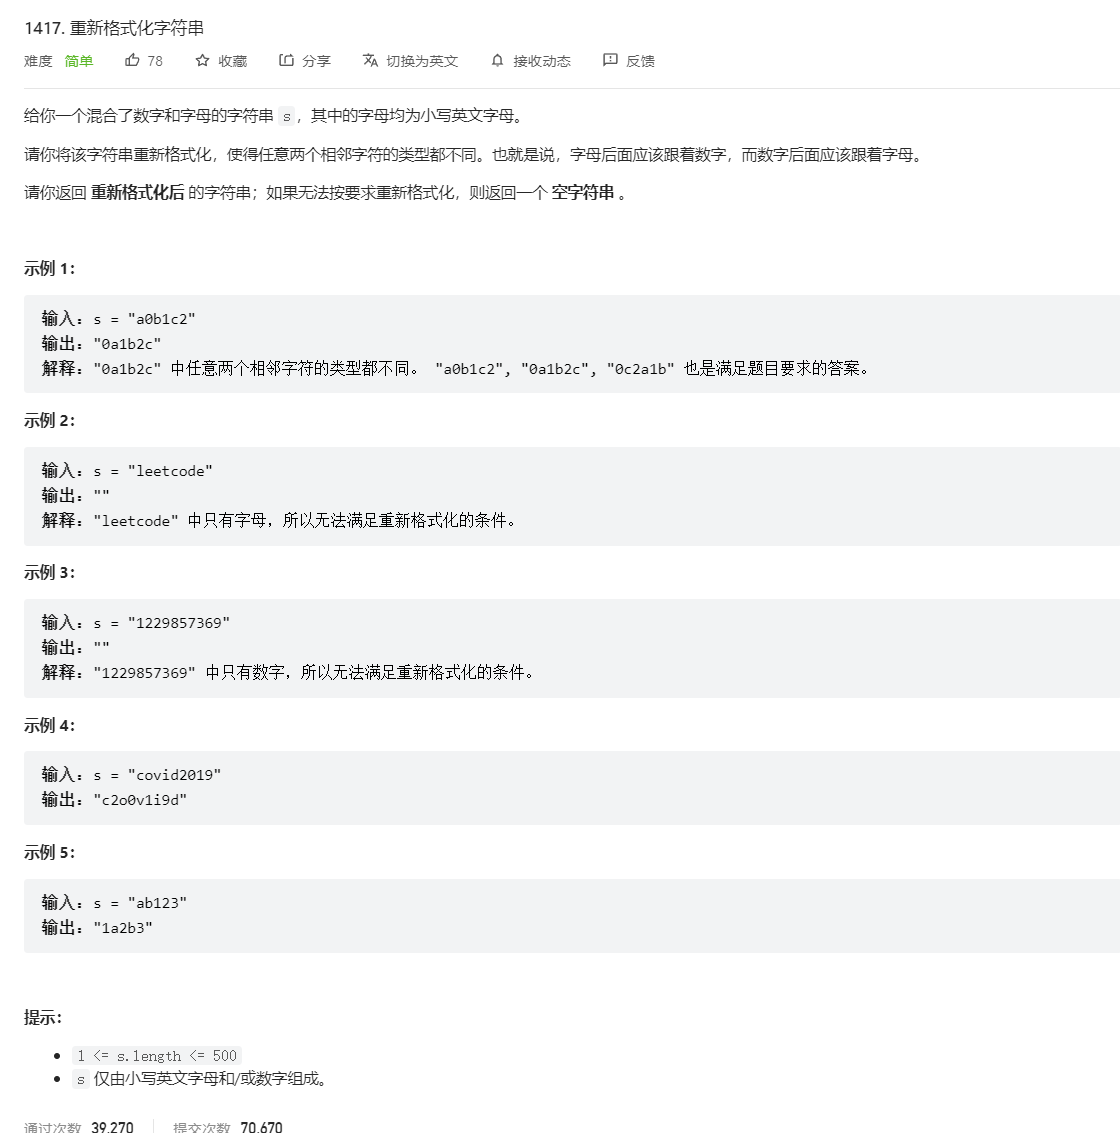 1417. 重新格式化字符串
难度 简单 78 收藏 分享 切换为英文 接收动态 反馈
给你一个混合了数字和字母的字符串 s，其中的字母均为小写英文字母。
请你将该字符串重新格式化，使得任意两个相邻字符的类型都不同。也就是说，字母后面应该跟着数字，而数字后面应该跟着字母。
请你返回 重新格式化后 的字符串；如果无法按要求重新格式化，则返回一个 空字符串 。
示例 1：
输入：s = "a0b1c2"
输出："0a1b2c"
解释："0a1b2c" 中任意两个相邻字符的类型都不同。 "a0b1c2", "0a1b2c", "0c2a1b" 也是满足题目要求的答案。
示例 2：
输入：s = "leetcode"
输出：""
解释："leetcode" 中只有字母，所以无法满足重新格式化的条件。
示例 3：
输入：s = "1229857369"
输出：""
解释："1229857369" 中只有数字，所以无法满足重新格式化的条件。
示例 4：
输入：s = "covid2019"
输出："c2o0v1i9d"
示例 5：
输入：s = "ab123"
输出："1a2b3"
提示：
1 <= s.length <= 500
s 仅由小写英文字母和/或数字组成。
通过次数 39,270 提交次数 70,670